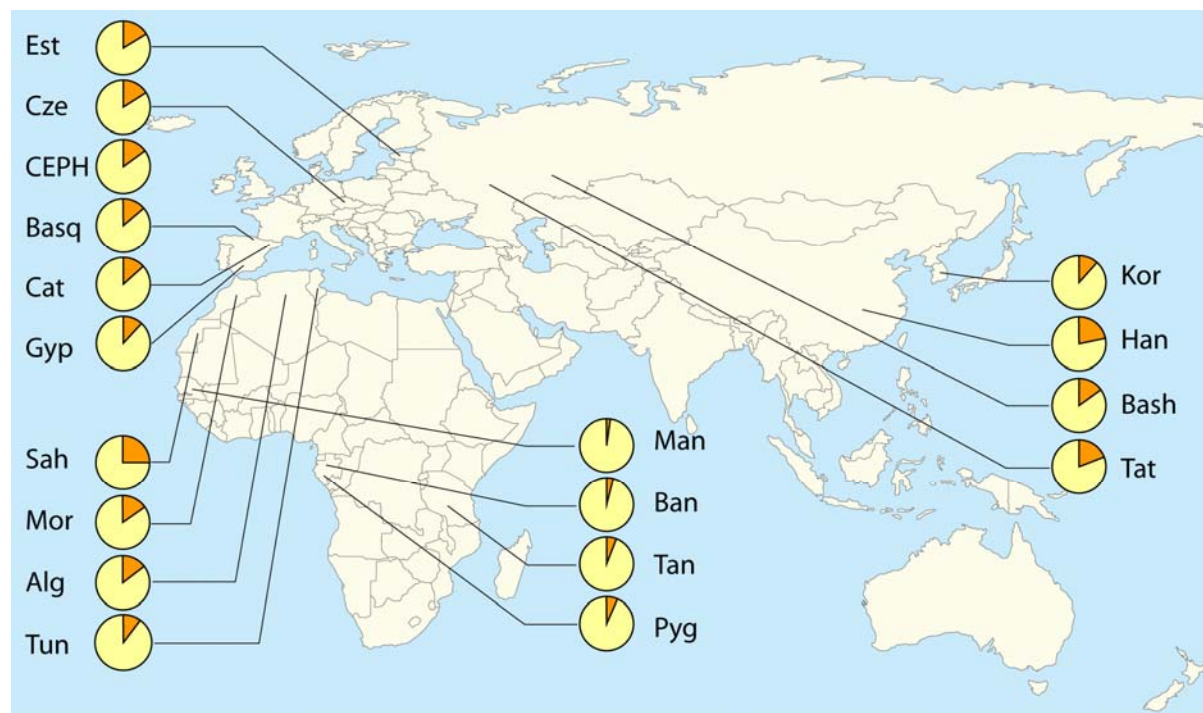 Est
Cze
CEPH
Basq
Cat
Gyp
Sah
Mor
Alg
Tun
Man
Ban
Tan
Pyg
Kor
Han
Bash
Tat